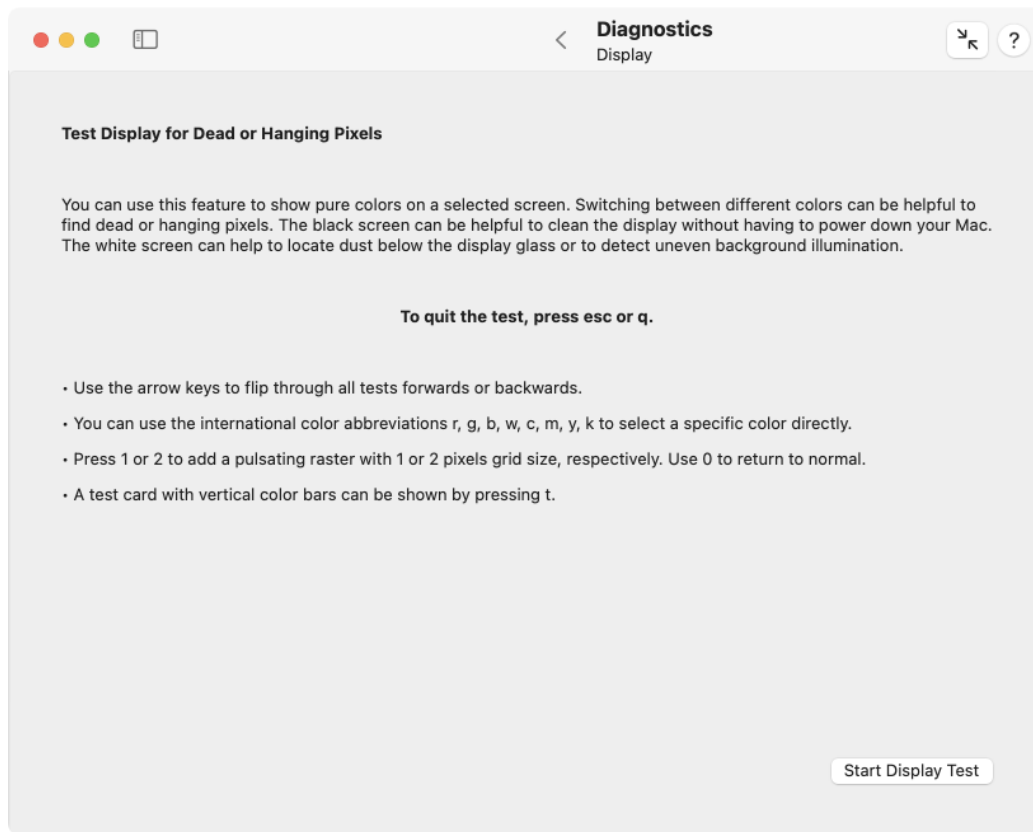 Diagnostics
Display
?
Test Display for Dead or Hanging Pixels
You can use this feature to show pure colors on a selected screen. Switching between different colors can be helpful to
find dead or hanging pixels. The black screen can be helpful to clean the display without having to power down your Mac.
The white screen can help to locate dust below the display glass or to detect uneven background illumination.
To quit the test, press esc or q.
• Use the arrow keys to flip through all tests forwards or backwards.
• You can use the international color abbreviations r, g, b, w, c, m, y, k to select a specific color directly.
• Press 1 or 2 to add a pulsating raster with 1 or 2 pixels grid size, respectively. Use 0 to return to normal.
• A test card with vertical color bars can be shown by pressing t.
Start Display Test